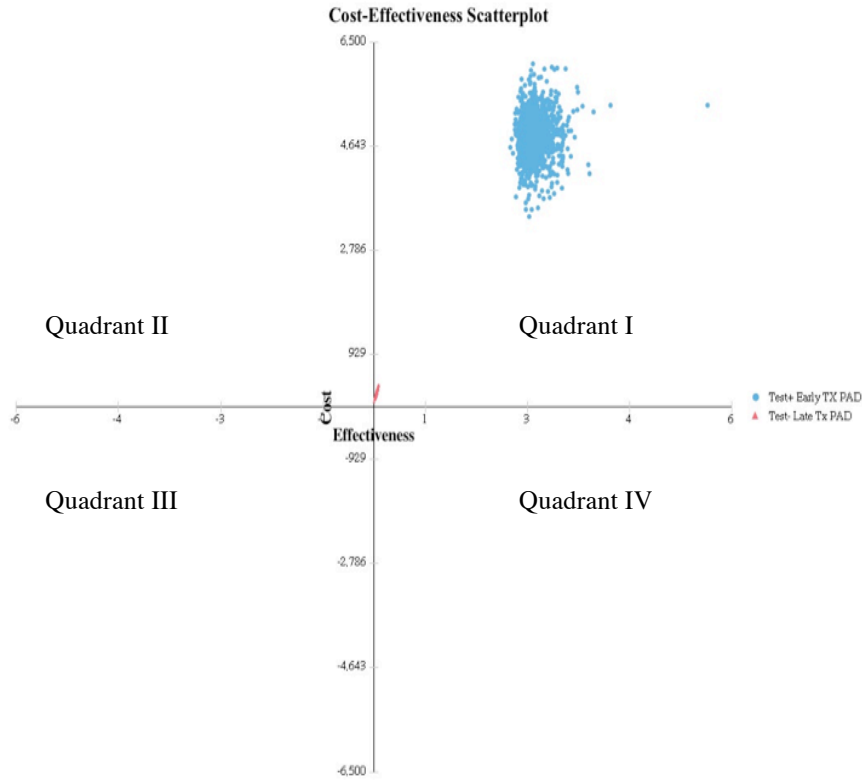 Cost-Effectiveness Scatterplot
6,500
4,643
2,786
Quadrant II
Quadrant I
929
Cost
-6
-4
-3
1
3
4
6
Test+ Early TX PAD
Test- Late Tx PAD
Effectiveness
-929
Quadrant III
Quadrant IV
-2,786
-4,643
-6,500